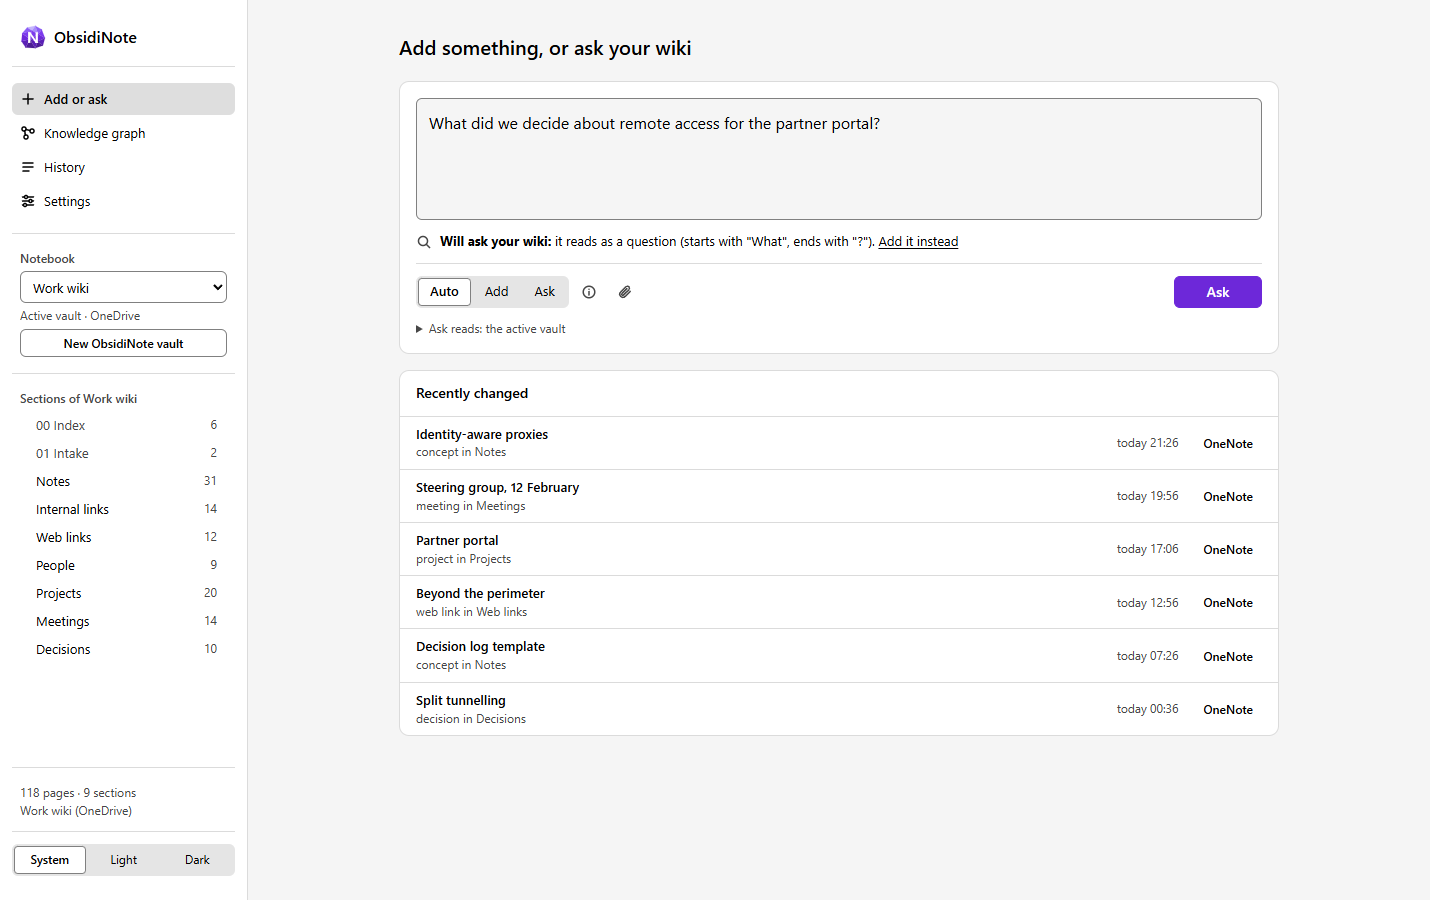 N ObsidiNote
Add or ask
Knowledge graph
History
Settings
Notebook
Work wiki
Active vault · OneDrive
New ObsidiNote vault
Sections of Work wiki
00 Index 6
01 Intake 2
Notes 31
Internal links 14
Web links 12
People 9
Projects 20
Meetings 14
Decisions 10
118 pages · 9 sections
Work wiki (OneDrive)
System Light Dark
Add something, or ask your wiki
What did we decide about remote access for the partner portal?
Will ask your wiki: it reads as a question (starts with "What", ends with "?"). Add it instead
Auto Add Ask
Ask
Ask reads: the active vault
Recently changed
Identity-aware proxies
concept in Notes
today 21:26 OneNote
Steering group, 12 February
meeting in Meetings
today 19:56 OneNote
Partner portal
project in Projects
today 17:06 OneNote
Beyond the perimeter
web link in Web links
today 12:56 OneNote
Decision log template
concept in Notes
today 07:26 OneNote
Split tunnelling
decision in Decisions
today 00:36 OneNote